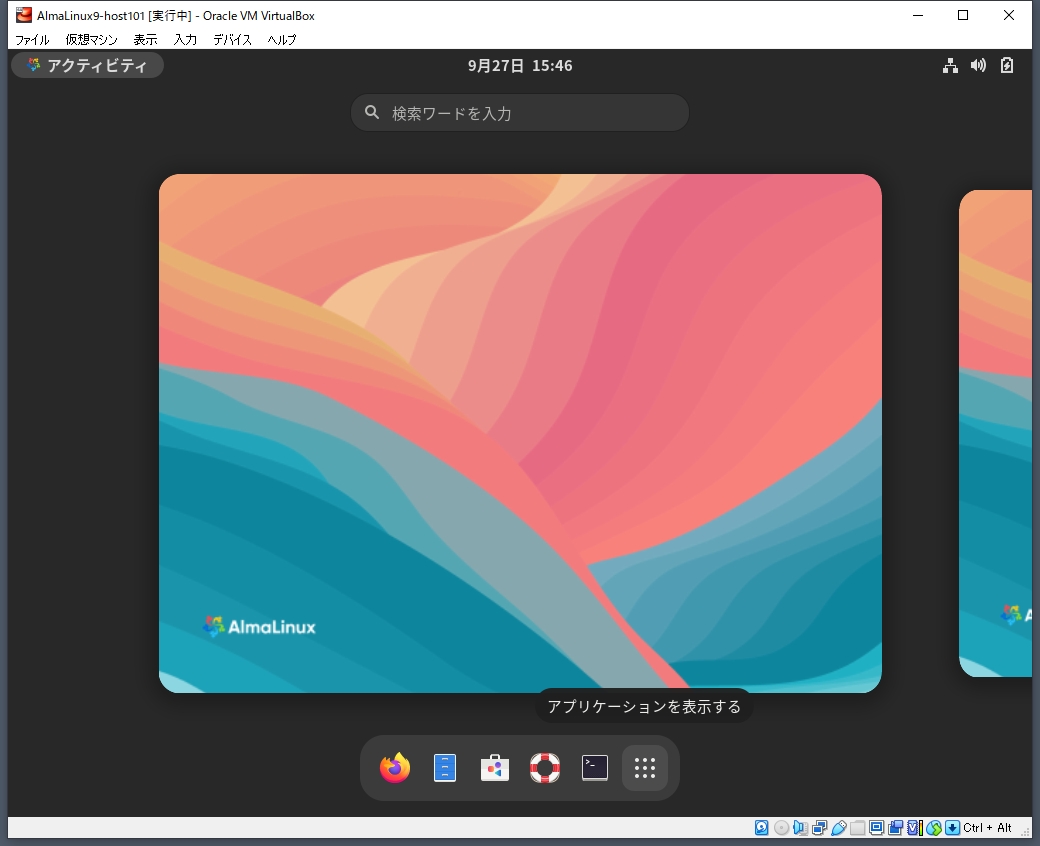 AlmaLinux9-host101 [実行中] - Oracle VM VirtualBox
ファイル 仮想マシン 表示 入力 デバイス ヘルプ
アクティビティ 9月27日 15:46
検索ワードを入力
AlmaLinux
アプリケーションを表示する
Ctrl + Alt